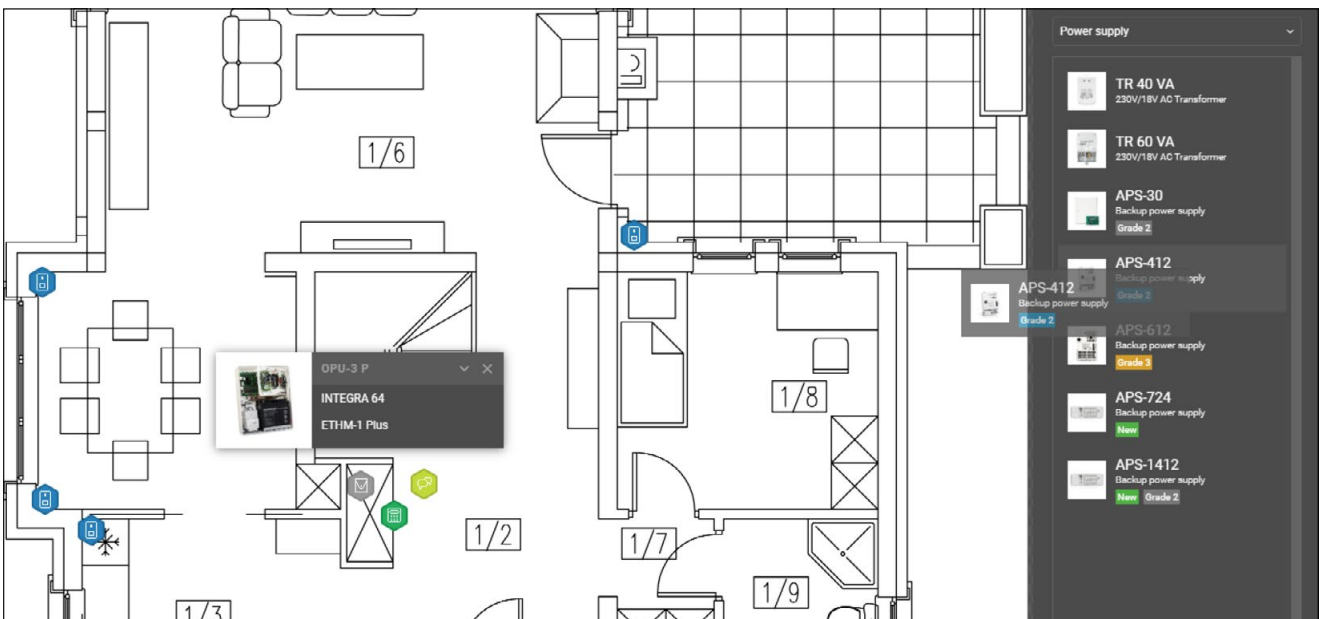 Power supply
TR 40 VA
230V/18V AC Transformer
TR 60 VA
230V/18V AC Transformer
APS-30
Backup power supply
Grade 2
APS-412
Backup power supply
Grade 2
APS-412
Backup power supply
Grade 2
APS-612
Backup power supply
Grade 3
APS-724
Backup power supply
New
APS-1412
Backup power supply
New Grade 2
1/6
OPU-3 P
INTEGRA 64
ETHM-1 Plus
1/8
1/2
1/7
1/9
1/3